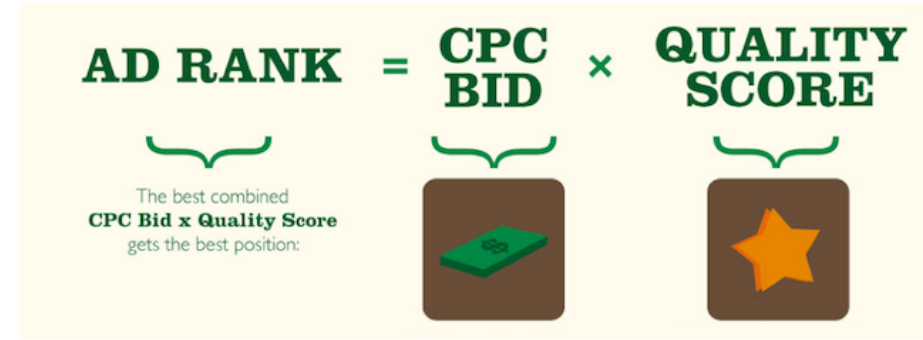 AD RANK = CPC BID × QUALITY SCORE
The best combined
CPC Bid x Quality Score
gets the best position:
$